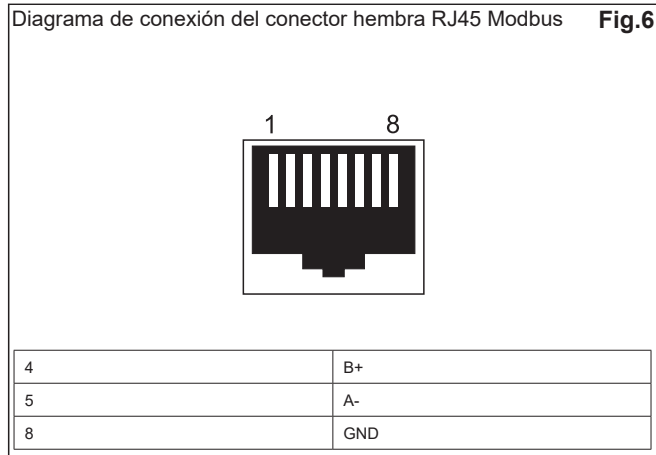 Diagrama de conexión del conector hembra RJ45 Modbus Fig.6
1 8
4 B+
5 A-
8 GND